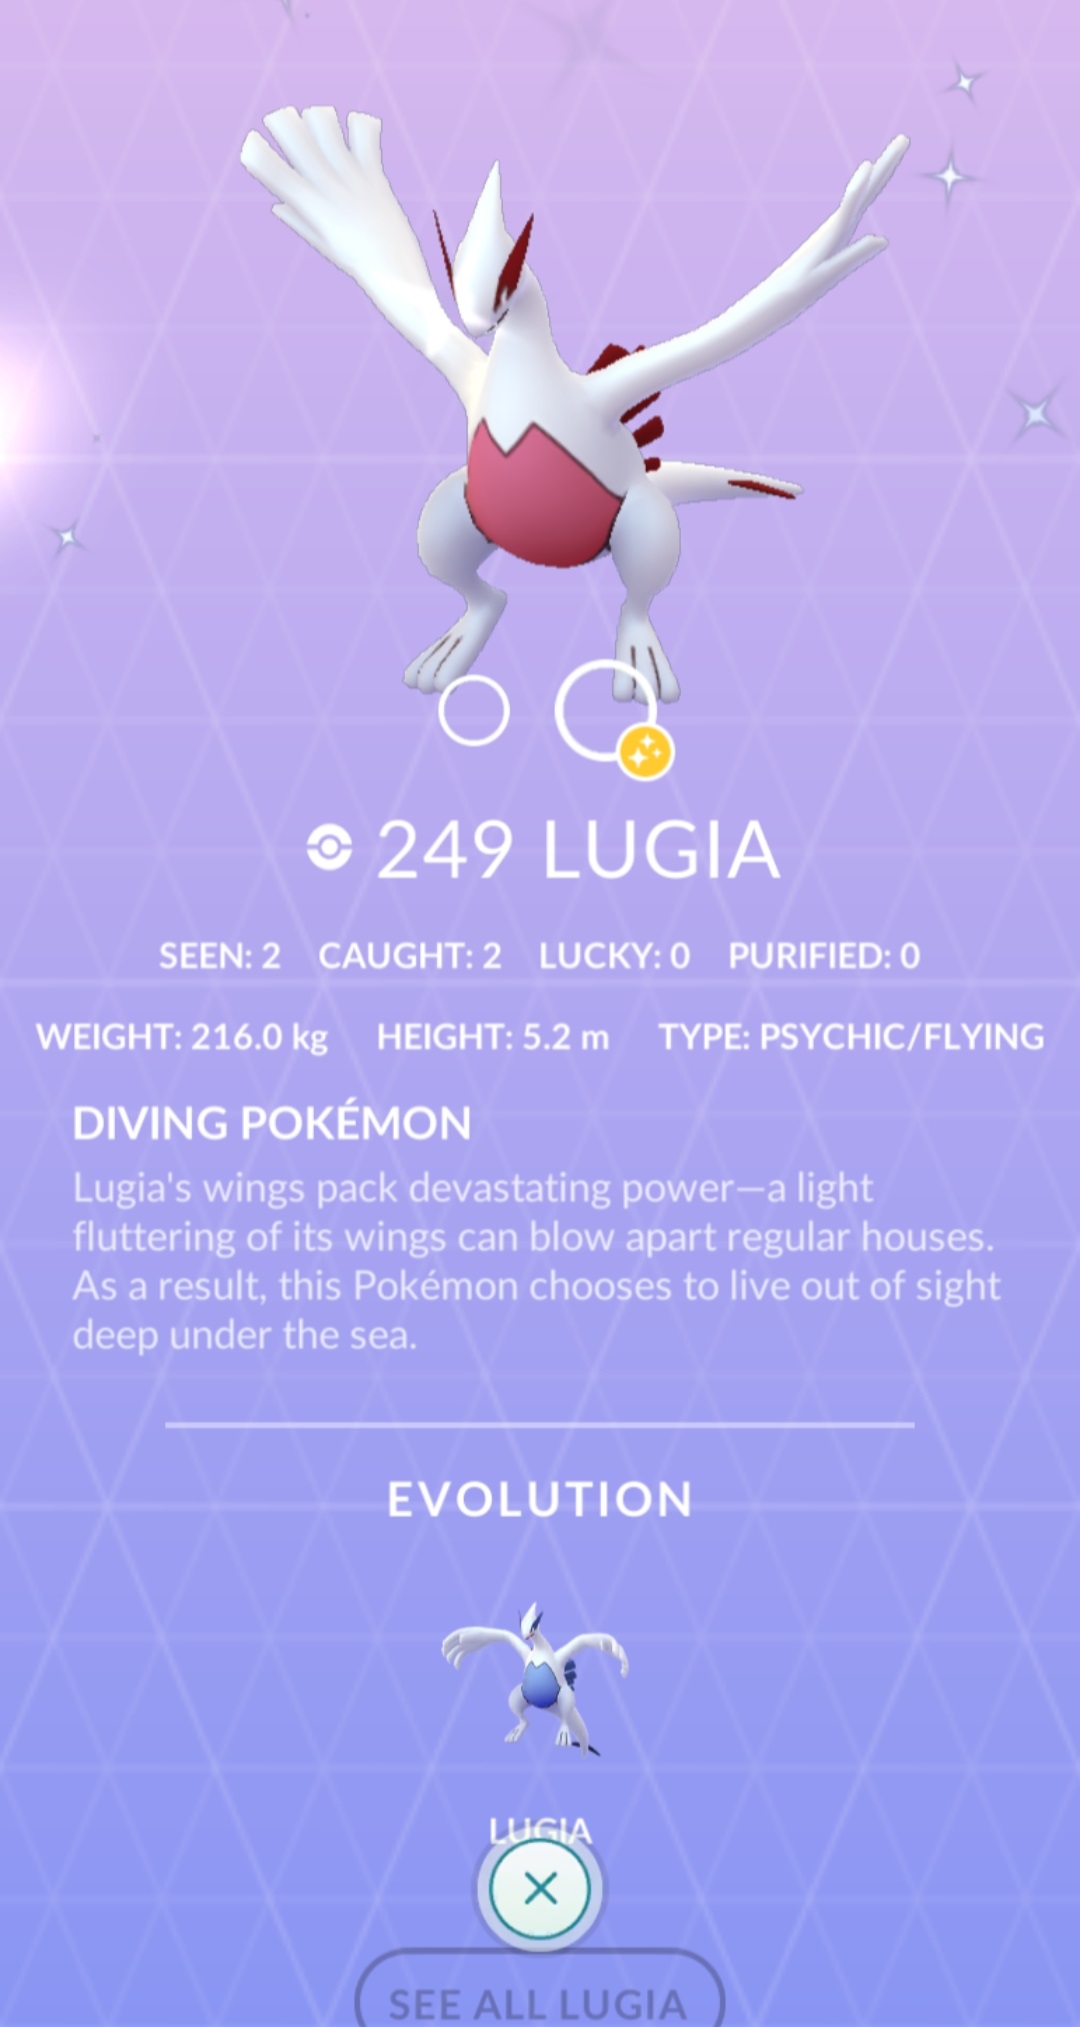 249 LUGIA
SEEN: 2 CAUGHT: 2 LUCKY: 0 PURIFIED: 0
WEIGHT: 216.0 kg HEIGHT: 5.2 m TYPE: PSYCHIC/FLYING
DIVING POKÉMON
Lugia's wings pack devastating power—a light
fluttering of its wings can blow apart regular houses.
As a result, this Pokémon chooses to live out of sight
deep under the sea.
EVOLUTION
LUGIA
SEE ALL LUGIA